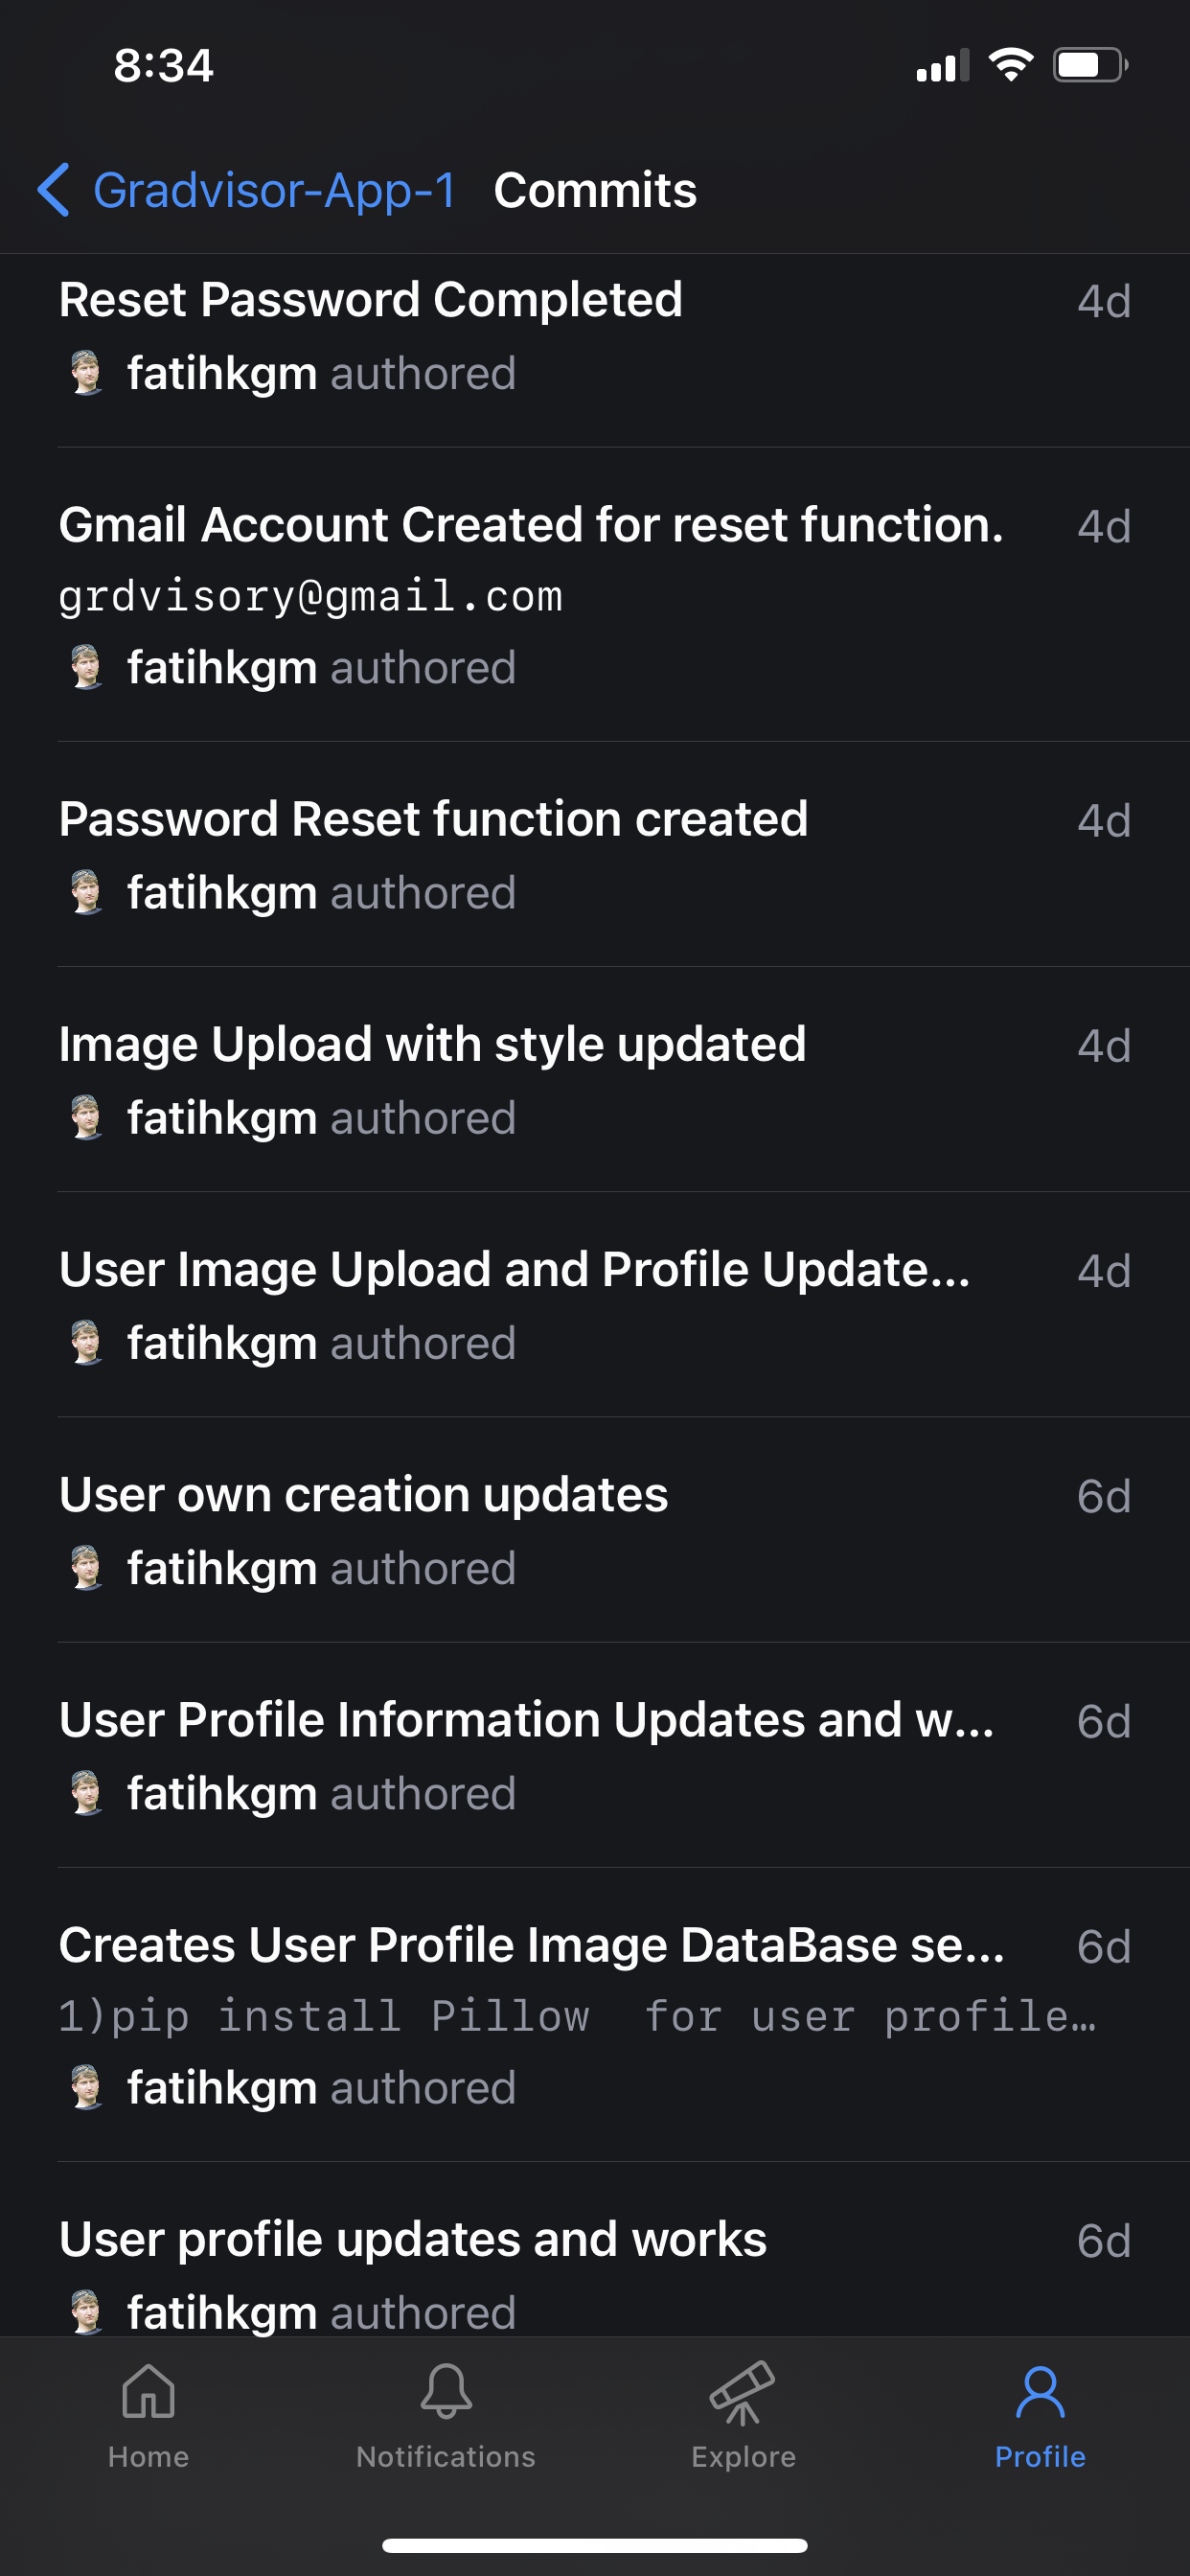 8:34
Gradvisor-App-1 Commits
Reset Password Completed 4d
fatihkgm authored
Gmail Account Created for reset function. 4d
grdvisory@gmail.com
fatihkgm authored
Password Reset function created 4d
fatihkgm authored
Image Upload with style updated 4d
fatihkgm authored
User Image Upload and Profile Update... 4d
fatihkgm authored
User own creation updates 6d
fatihkgm authored
User Profile Information Updates and w... 6d
fatihkgm authored
Creates User Profile Image DataBase se... 6d
1)pip install Pillow  for user profile…
fatihkgm authored
User profile updates and works 6d
fatihkgm authored
Home Notifications Explore Profile